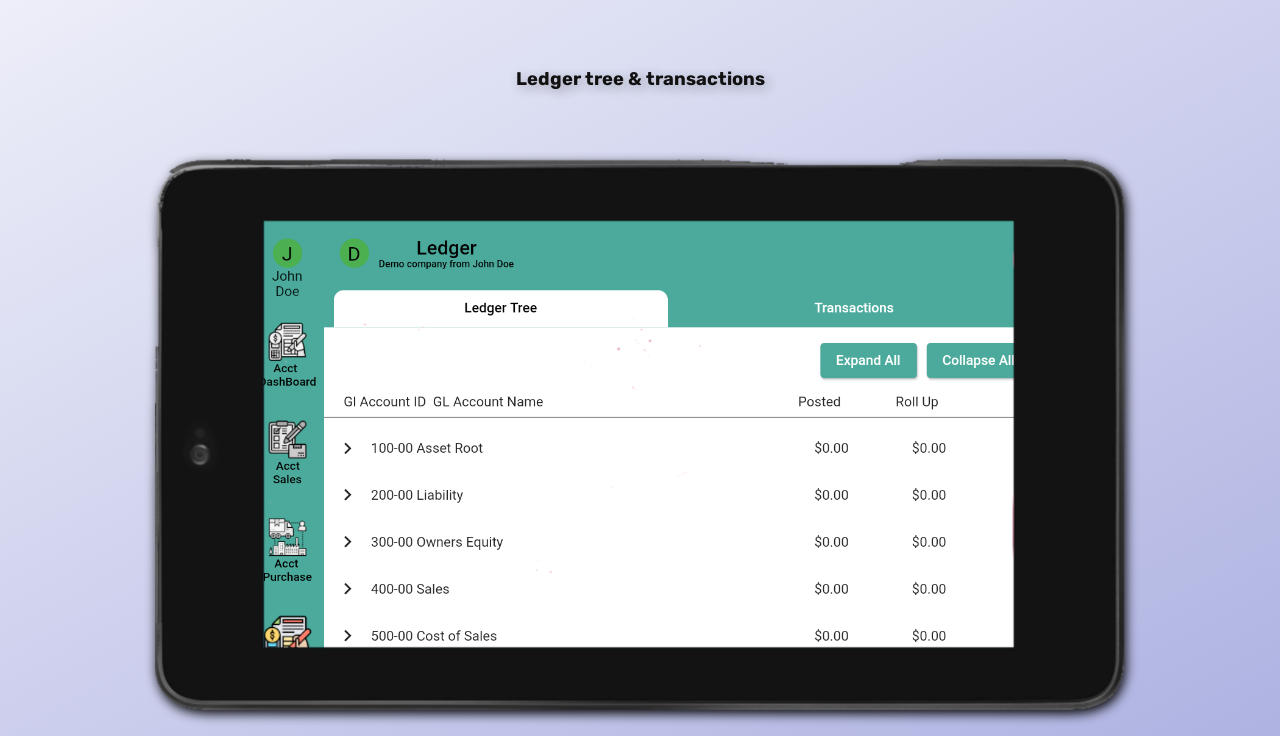 Ledger tree & transactions
J
John
Doe
D
Ledger
Demo company from John Doe
Ledger Tree
Transactions
Expand All
Collapse All
Gl Account ID GL Account Name
Posted
Roll Up
100-00 Asset Root
$0.00
$0.00
200-00 Liability
$0.00
$0.00
300-00 Owners Equity
$0.00
$0.00
400-00 Sales
$0.00
$0.00
500-00 Cost of Sales
$0.00
$0.00
Acct
DashBoard
Acct
Sales
Acct
Purchase